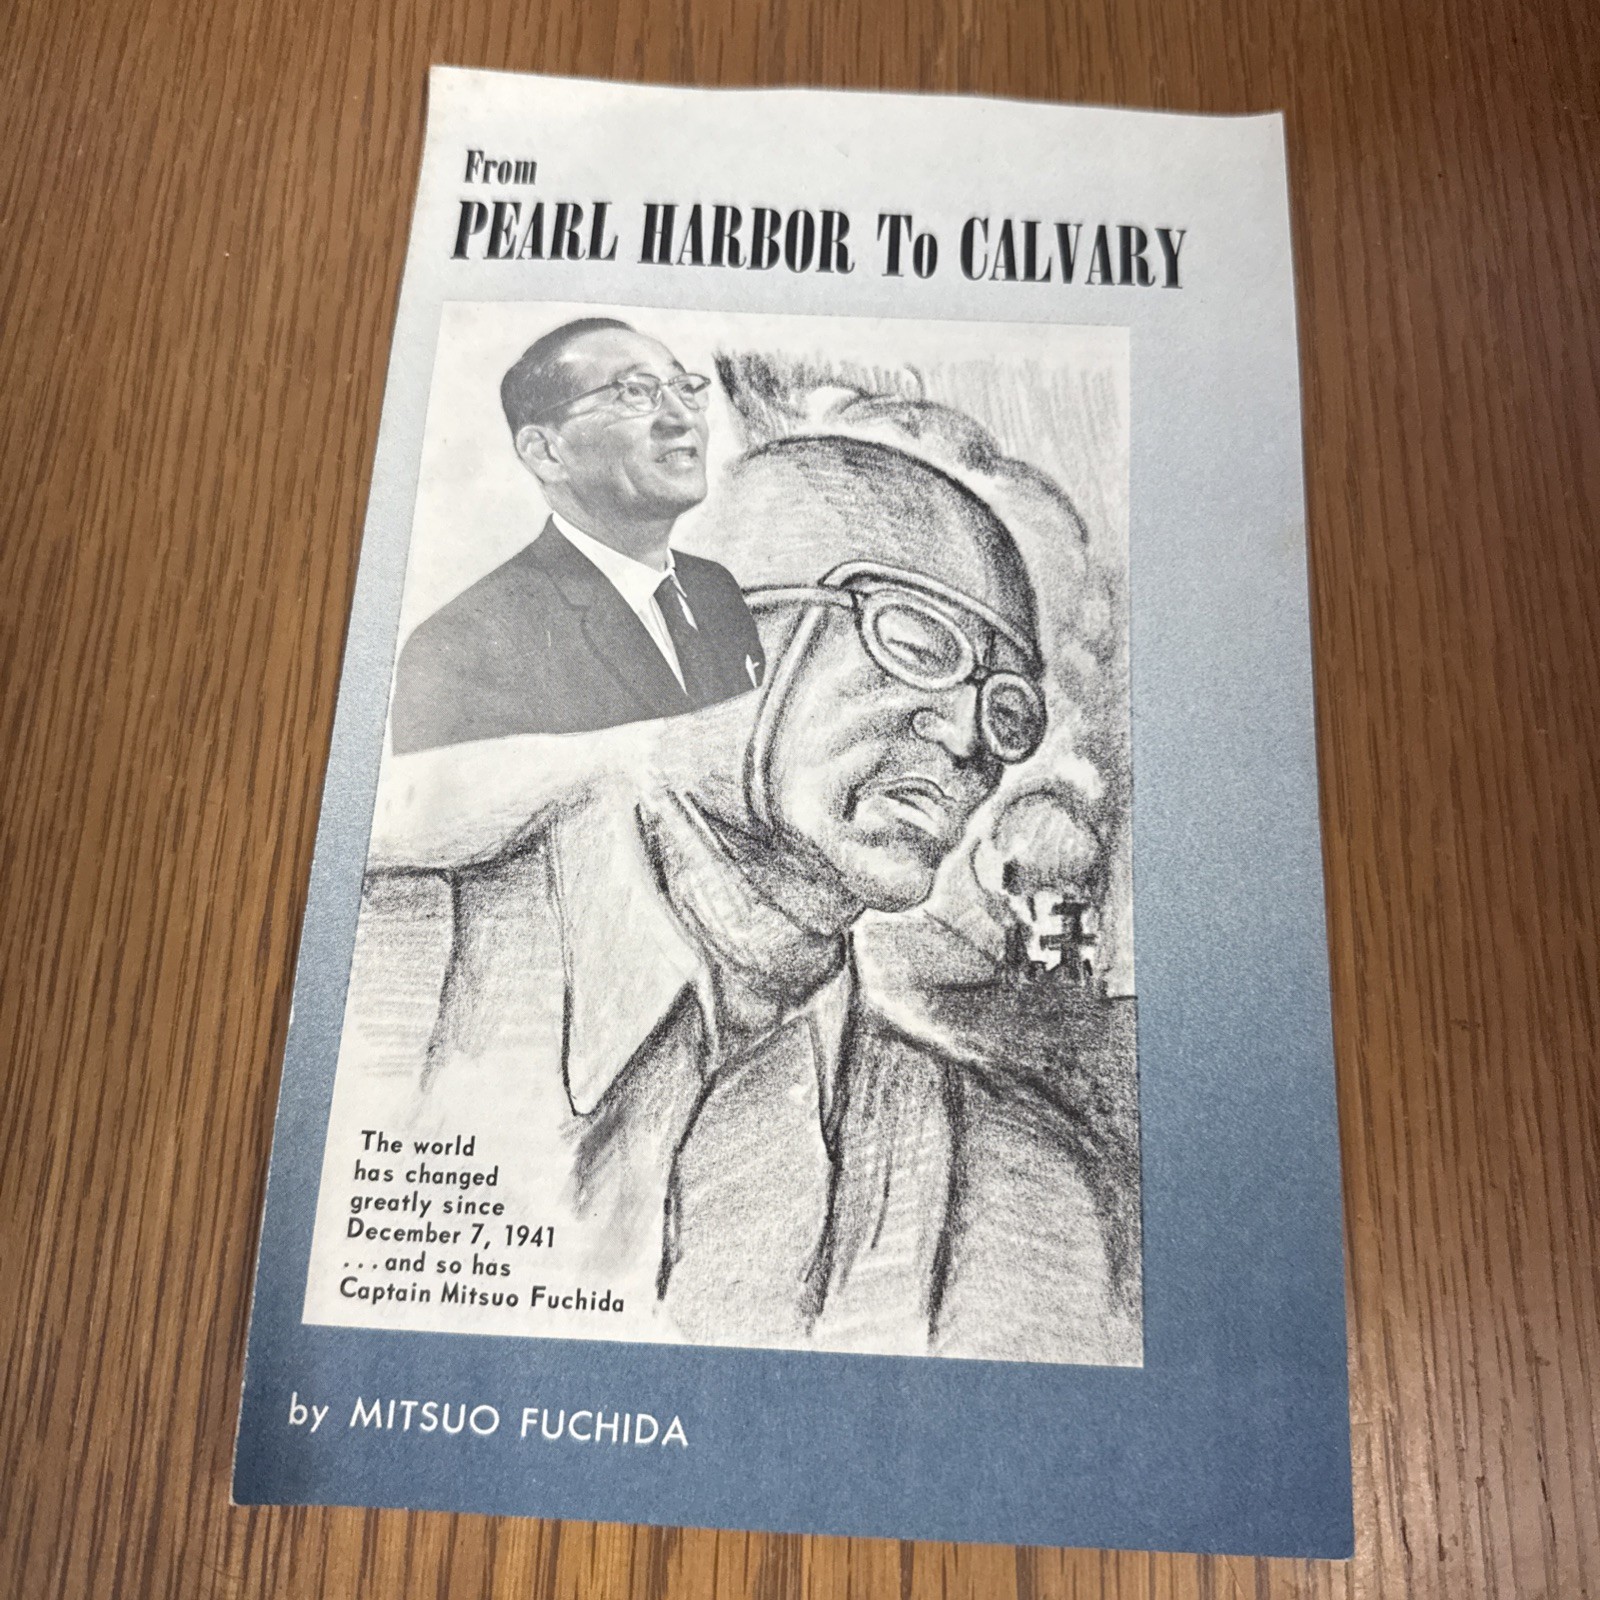 From
PEARL HARBOR To CALVARY
The world
has changed
greatly since
December 7, 1941
...and so has
Captain Mitsuo Fuchida
by MITSUO FUCHIDA